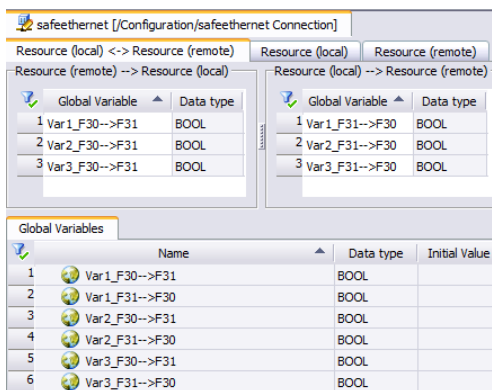 safeethernet [/Configuration/safeethernet Connection]
Resource (local) <-> Resource (remote) Resource (local) Resource (remote)
Resource (remote) --> Resource (local) Resource (local) --> Resource (remote)
Global Variable Data type Global Variable Data type
1 Var1_F30-->F31 BOOL 1 Var1_F31-->F30 BOOL
2 Var2_F30-->F31 BOOL 2 Var2_F31-->F30 BOOL
3 Var3_F30-->F31 BOOL 3 Var3_F31-->F30 BOOL
Global Variables
Name Data type Initial Value
1 Var1_F30-->F31 BOOL
2 Var1_F31-->F30 BOOL
3 Var2_F30-->F31 BOOL
4 Var2_F31-->F30 BOOL
5 Var3_F30-->F31 BOOL
6 Var3_F31-->F30 BOOL